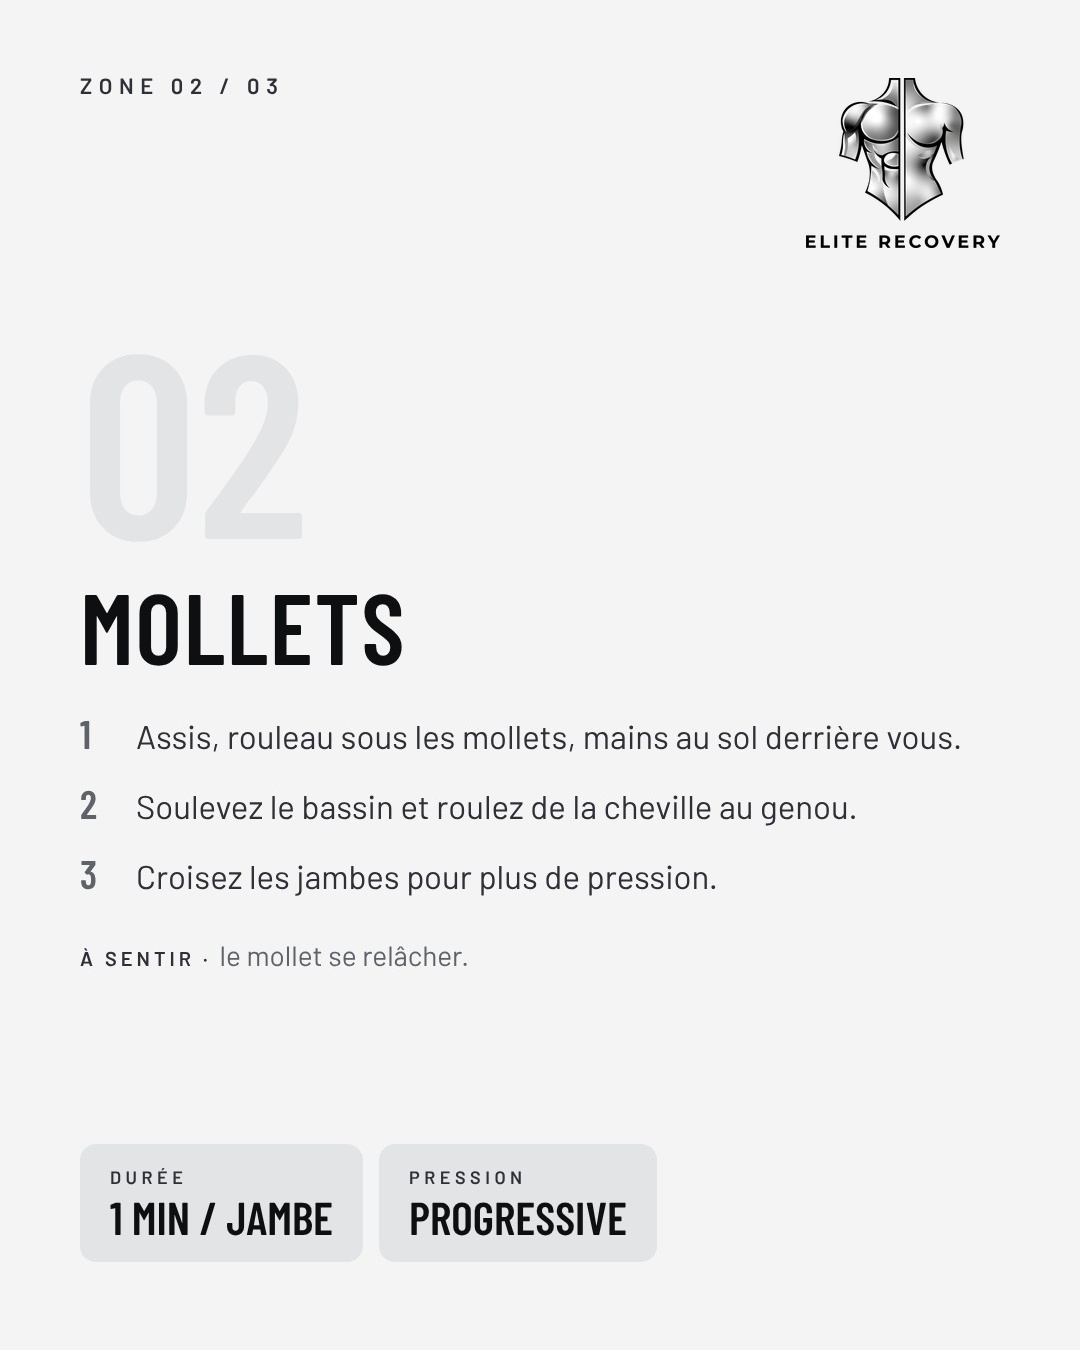 ZONE 02 / 03
ELITE RECOVERY
02
MOLLETS
1 Assis, rouleau sous les mollets, mains au sol derrière vous.
2 Soulevez le bassin et roulez de la cheville au genou.
3 Croisez les jambes pour plus de pression.
À SENTIR · le mollet se relâcher.
DURÉE
1 MIN / JAMBE
PRESSION
PROGRESSIVE